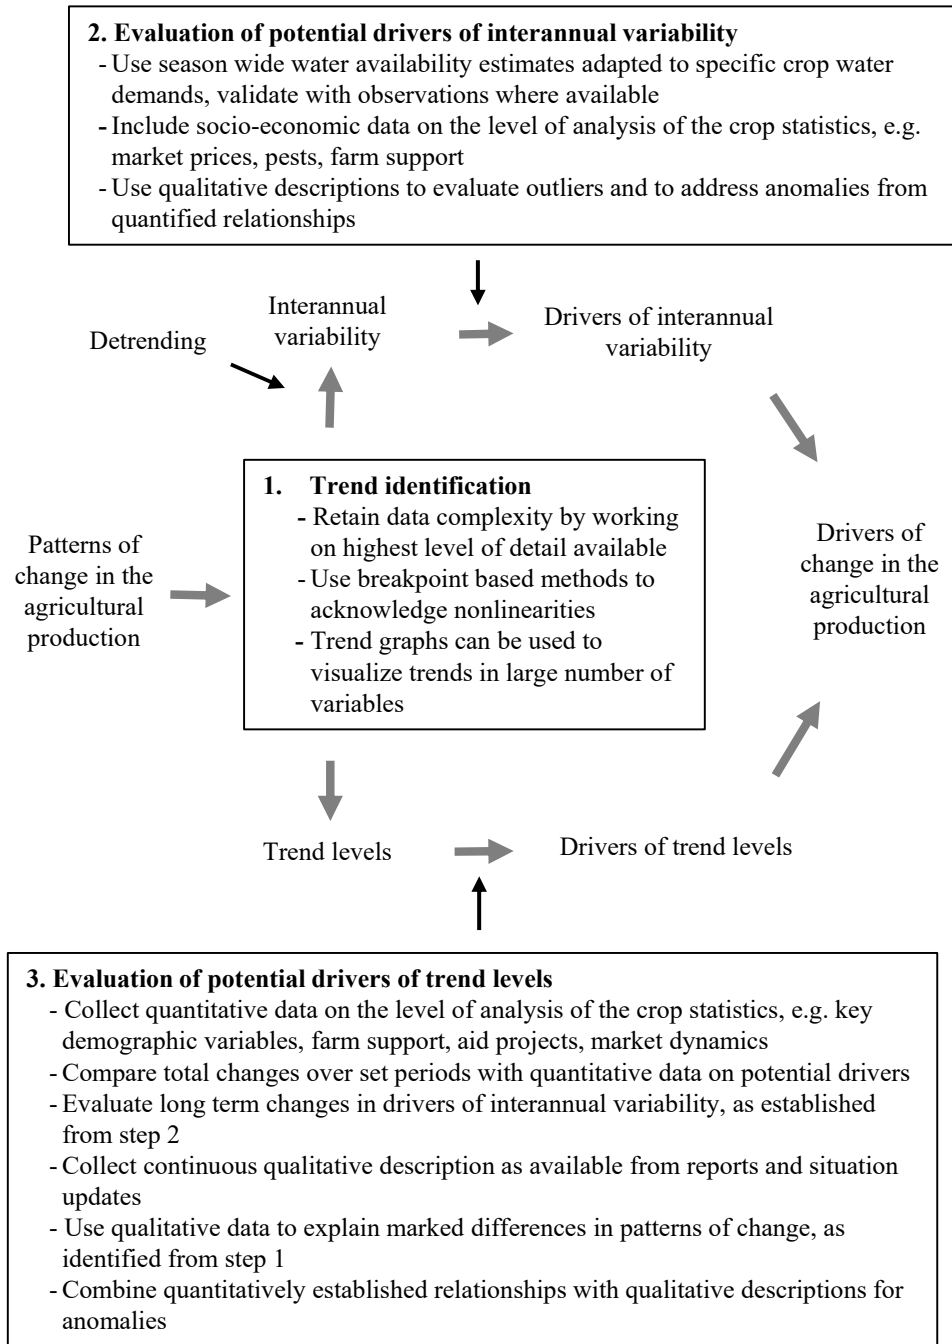 2. Evaluation of potential drivers of interannual variability
- Use season wide water availability estimates adapted to specific crop water
demands, validate with observations where available
- Include socio-economic data on the level of analysis of the crop statistics, e.g.
market prices, pests, farm support
- Use qualitative descriptions to evaluate outliers and to address anomalies from
quantified relationships
Interannual
variability
Drivers of interannual
variability
Detrending
1. Trend identification
- Retain data complexity by working
on highest level of detail available
- Use breakpoint based methods to
acknowledge nonlinearities
- Trend graphs can be used to
visualize trends in large number of
variables
Patterns of
change in the
agricultural
production
Drivers of
change in the
agricultural
production
Trend levels
Drivers of trend levels
3. Evaluation of potential drivers of trend levels
- Collect quantitative data on the level of analysis of the crop statistics, e.g. key
demographic variables, farm support, aid projects, market dynamics
- Compare total changes over set periods with quantitative data on potential drivers
- Evaluate long term changes in drivers of interannual variability, as established
from step 2
- Collect continuous qualitative description as available from reports and situation
updates
- Use qualitative data to explain marked differences in patterns of change, as
identified from step 1
- Combine quantitatively established relationships with qualitative descriptions for
anomalies